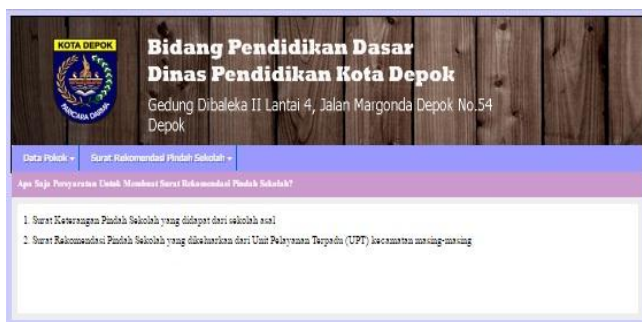 KOTA DEPOK
PARICARA DARMA
Bidang Pendidikan Dasar
Dinas Pendidikan Kota Depok
Gedung Dibaleka II Lantai 4, Jalan Margonda Depok No.54
Depok
Data Pokok Surat Rekomendasi Pindah Sekolah
Apa Saja Persyaratan Untuk Membuat Surat Rekomendasi Pindah Sekolah?
1. Surat Keterangan Pindah Sekolah yang didapat dari sekolah asal
2. Surat Rekomendasi Pindah Sekolah yang dikeluarkan dari Unit Pelayanan Terpadu (UPT) kecamatan masing-masing